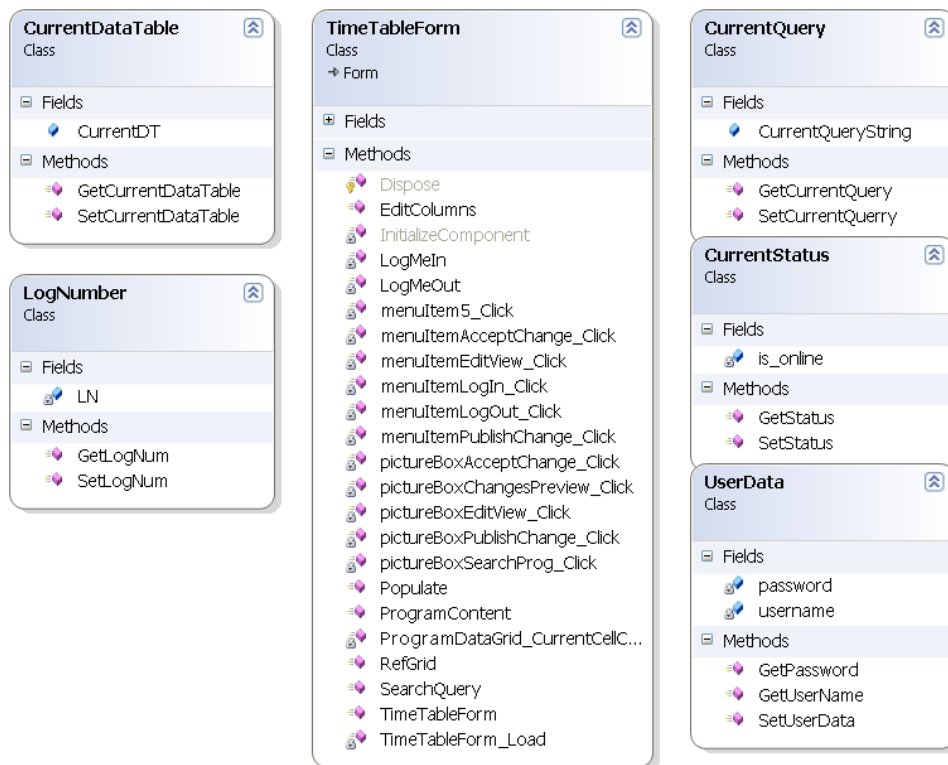 CurrentDataTable
Class
Fields
CurrentDT
Methods
GetCurrentDataTable
SetCurrentDataTable
LogNumber
Class
Fields
LN
Methods
GetLogNum
SetLogNum
TimeTableForm
Class
Form
Fields
Methods
Dispose
EditColumns
InitializeComponent
LogMeIn
LogMeOut
menuItem5_Click
menuItemAcceptChange_Click
menuItemEditView_Click
menuItemLogIn_Click
menuItemLogOut_Click
menuItemPublishChange_Click
pictureBoxAcceptChange_Click
pictureBoxChangesPreview_Click
pictureBoxEditView_Click
pictureBoxPublishChange_Click
pictureBoxSearchProg_Click
Populate
ProgramContent
ProgramDataGrid_CurrentCellC...
RefGrid
SearchQuery
TimeTableForm
TimeTableForm_Load
CurrentQuery
Class
Fields
CurrentQueryString
Methods
GetCurrentQuery
SetCurrentQuerry
CurrentStatus
Class
Fields
is_online
Methods
GetStatus
SetStatus
UserData
Class
Fields
password
username
Methods
GetPassword
GetUserName
SetUserData